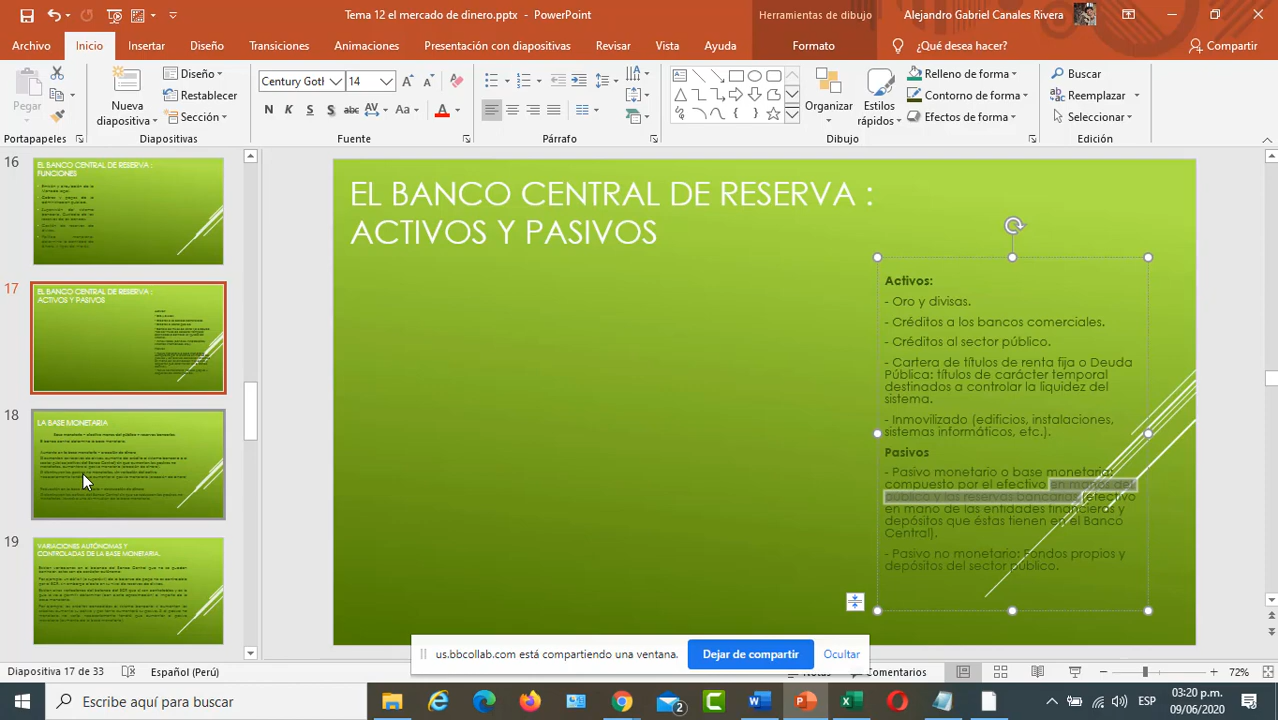 Tema 12 el mercado de dinero.pptx - PowerPoint
Herramientas de dibujo
Alejandro Gabriel Canales Rivera
Archivo Inicio Insertar Diseño Transiciones Animaciones Presentación con diapositivas Revisar Vista Ayuda Formato ¿Qué desea hacer? Compartir
Pegar
Nueva diapositiva
Diseño
Restablecer
Sección
Century Goth 14
N K S S abc AV Aa A
Organizar
Estilos rápidos
Relleno de forma
Contorno de forma
Efectos de forma
Buscar
Reemplazar
Seleccionar
Portapapeles Diapositivas Fuente Párrafo Dibujo Edición
16
EL BANCO CENTRAL DE RESERVA :
FUNCIONES
17
EL BANCO CENTRAL DE RESERVA :
ACTIVOS Y PASIVOS
18
LA BASE MONETARIA
19
VARIACIONES AUTÓNOMAS Y
CONTROLADAS DE LA BASE MONETARIA.
EL BANCO CENTRAL DE RESERVA :
ACTIVOS Y PASIVOS
Activos:
- Oro y divisas.
- Créditos a los bancos comerciales.
- Créditos al sector público.
- Cartera de títulos de renta fija o Deuda
Pública: títulos de carácter temporal
destinados a controlar la liquidez del
sistema.
- Inmovilizado (edificios, instalaciones,
sistemas informáticos, etc.).
Pasivos
- Pasivo monetario o base monetaria:
compuesto por el efectivo en manos del
público y las reservas bancarias (efectivo
en mano de las entidades financieras y
depósitos que éstas tienen en el Banco
Central).
- Pasivo no monetario: Fondos propios y
depósitos del sector público.
us.bbcollab.com está compartiendo una ventana. Dejar de compartir Ocultar
Diapositiva 17 de 33 Español (Perú) Notas Comentarios 72%
Escribe aquí para buscar
2
ESP
03:20 p.m.
09/06/2020